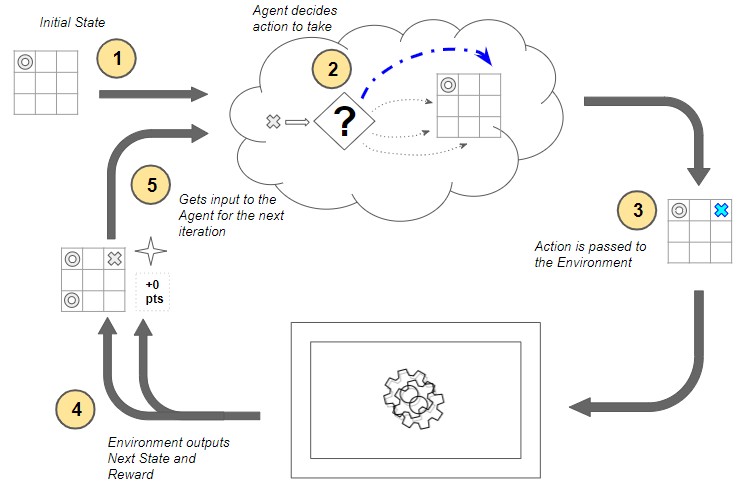 Initial State
1
Agent decides
action to take
2
?
3
Action is passed to
the Environment
4
Environment outputs
Next State and
Reward
+0
pts
5
Gets input to the
Agent for the next
iteration